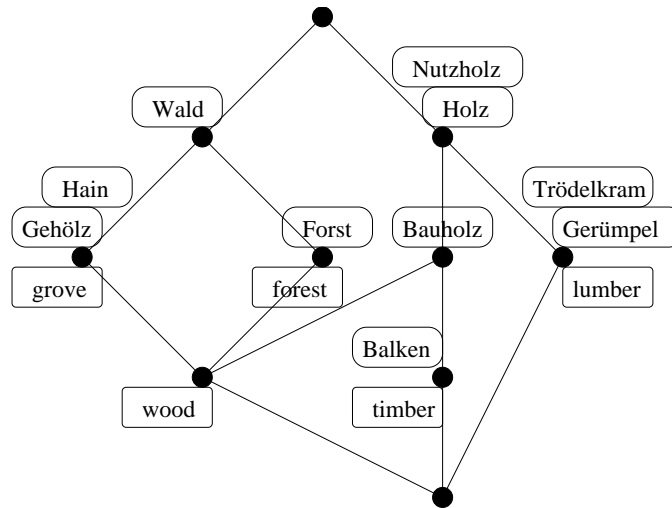 Nutzholz
Wald
Holz
Hain
Trödelkram
Gehölz
Forst
Bauholz
Gerümpel
grove
forest
lumber
Balken
wood
timber